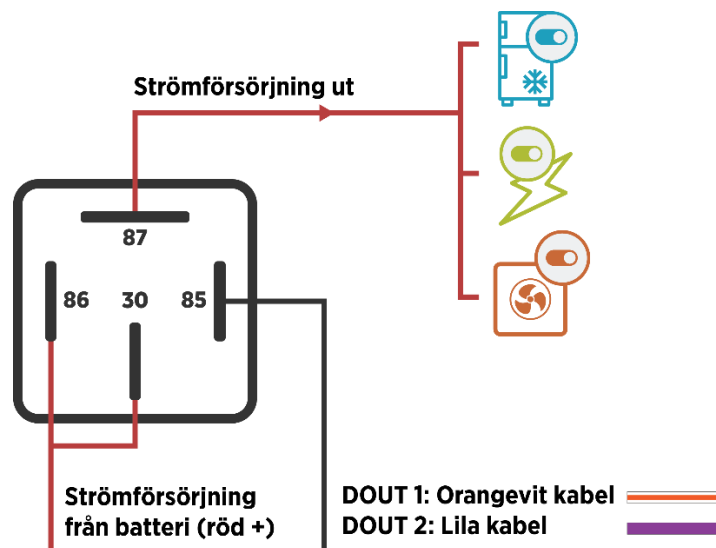 Strömförsörjning ut
87
86 30 85
Strömförsörjning
från batteri (röd +)
DOUT 1: Orangevit kabel
DOUT 2: Lila kabel